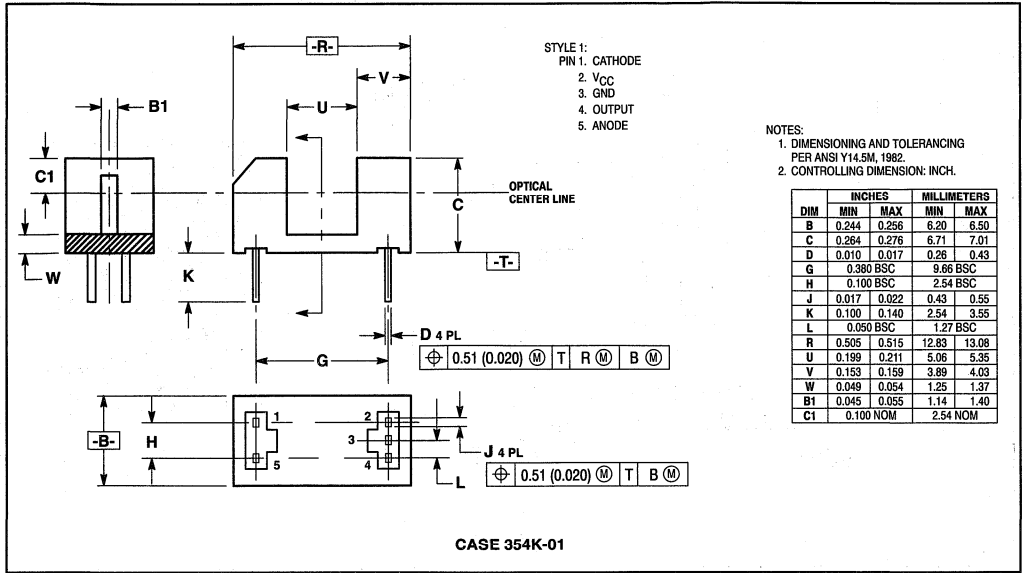 -R-
V
U
B1
C1
W
K
C
OPTICAL
CENTER LINE
-T-
D 4 PL
⌖ 0.51 (0.020) Ⓜ T R Ⓜ B Ⓜ
G
-B-
H
1
5
2
3
4
J 4 PL
L
⌖ 0.51 (0.020) Ⓜ T B Ⓜ
STYLE 1:
PIN 1. CATHODE
2. VCC
3. GND
4. OUTPUT
5. ANODE
NOTES:
1. DIMENSIONING AND TOLERANCING
PER ANSI Y14.5M, 1982.
2. CONTROLLING DIMENSION: INCH.
INCHES MILLIMETERS
DIM MIN MAX MIN MAX
B 0.244 0.256 6.20 6.50
C 0.264 0.276 6.71 7.01
D 0.010 0.017 0.26 0.43
G 0.380 BSC 9.66 BSC
H 0.100 BSC 2.54 BSC
J 0.017 0.022 0.43 0.55
K 0.100 0.140 2.54 3.55
L 0.050 BSC 1.27 BSC
R 0.505 0.515 12.83 13.08
U 0.199 0.211 5.06 5.35
V 0.153 0.159 3.89 4.03
W 0.049 0.054 1.25 1.37
B1 0.045 0.055 1.14 1.40
C1 0.100 NOM 2.54 NOM
CASE 354K-01